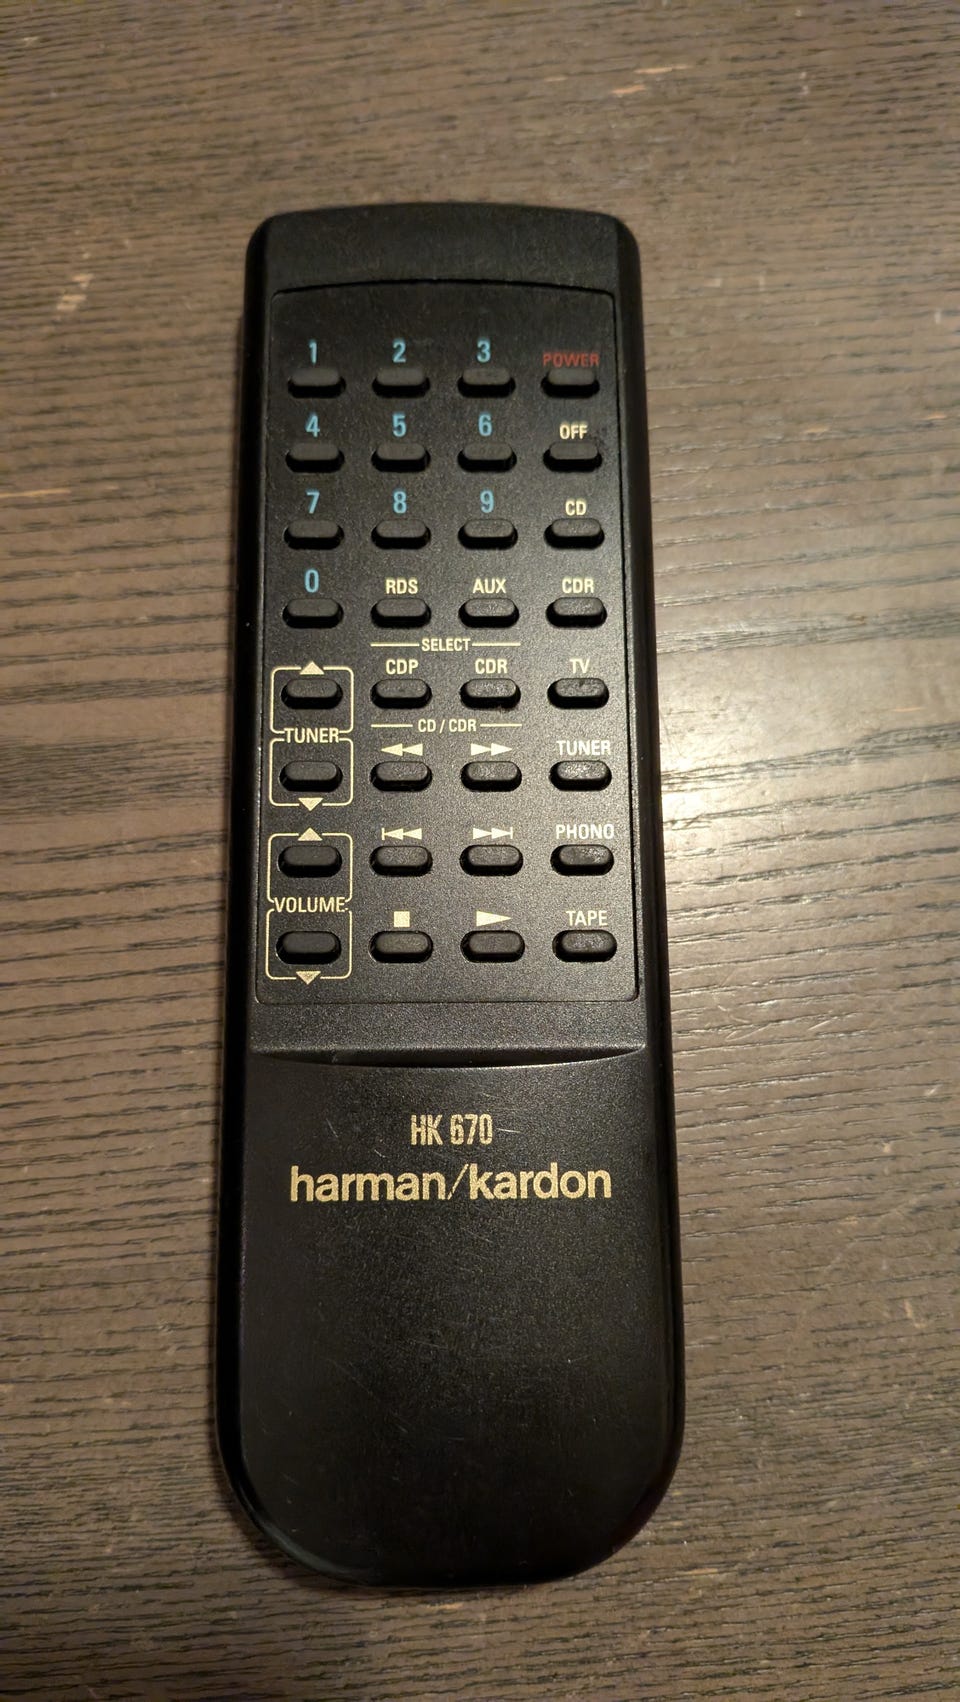 1 2 3 POWER
4 5 6 OFF
7 8 9 CD
0 RDS AUX CDR
SELECT
CDP CDR TV
CD / CDR
TUNER
TUNER
PHONO
VOLUME
TAPE
HK 670
harman/kardon